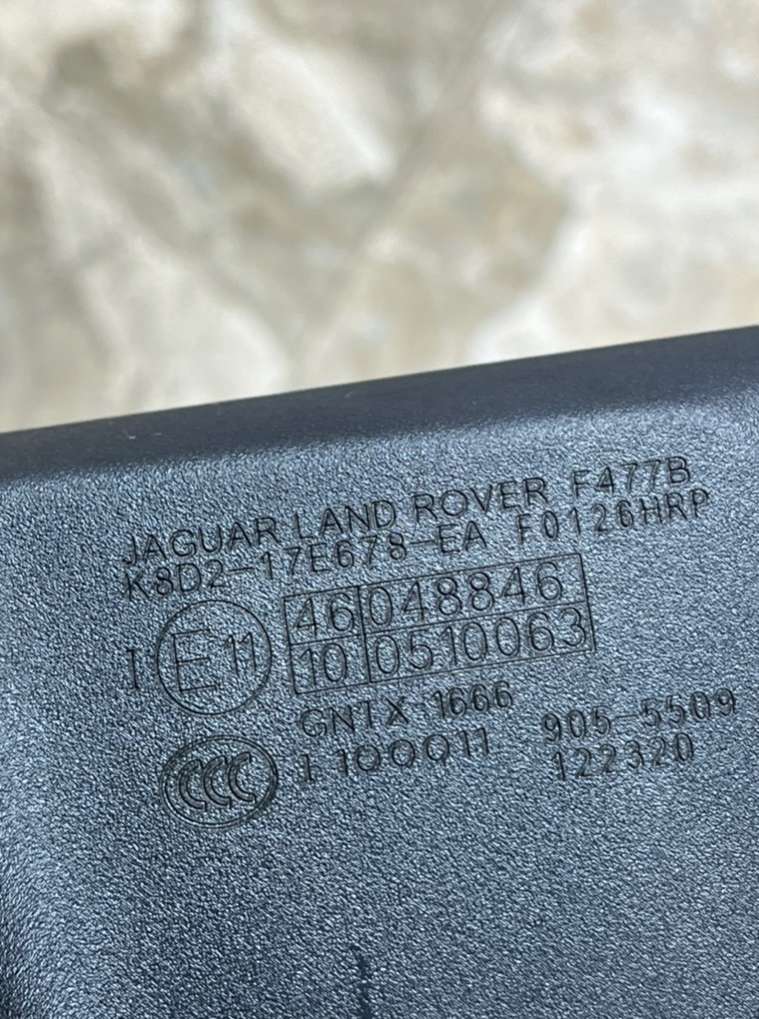 JAGUAR LAND ROVER F477B
K8D2-17E678-EA F0126HRP
I E11 46 048846
10 0510063
GNTX 1666 905-5509
CCC I 100011 122320